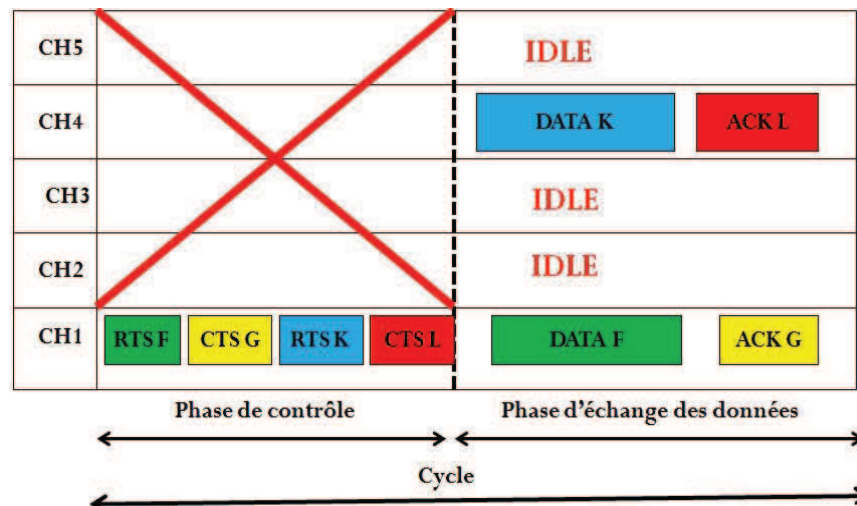 CH5 IDLE
CH4 DATA K ACK L
CH3 IDLE
CH2 IDLE
CH1 RTS F CTS G RTS K CTS L DATA F ACK G
Phase de contrôle Phase d'échange des données
Cycle